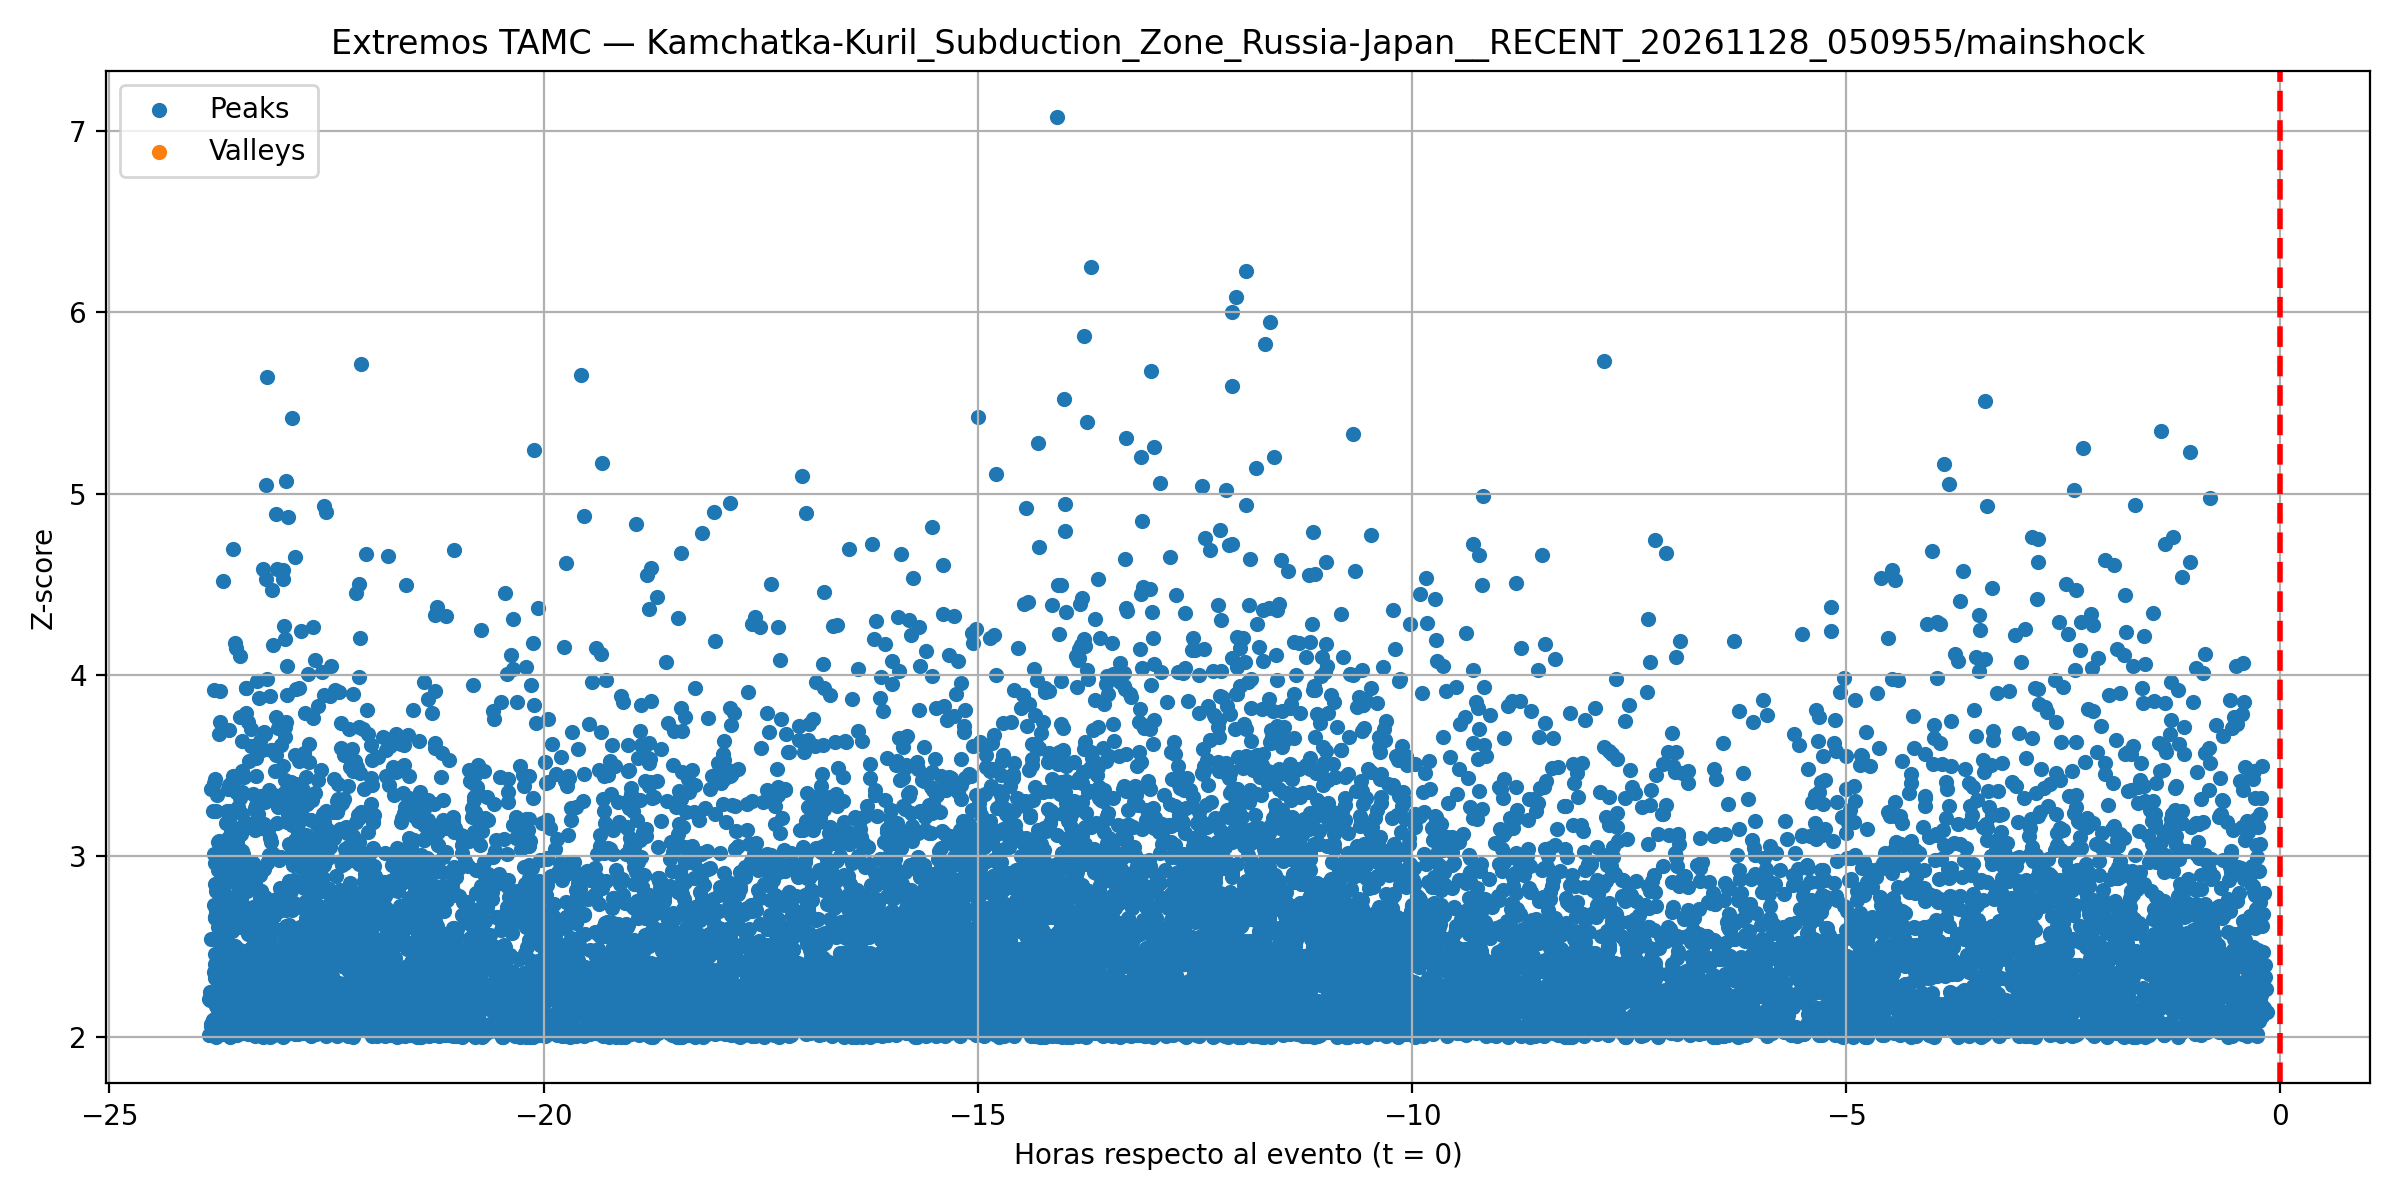 Extremos TAMC — Kamchatka-Kuril_Subduction_Zone_Russia-Japan__RECENT_20261128_050955/mainshock
Peaks
Valleys
Z-score
7
6
5
4
3
2
−25 −20 −15 −10 −5 0
Horas respecto al evento (t = 0)